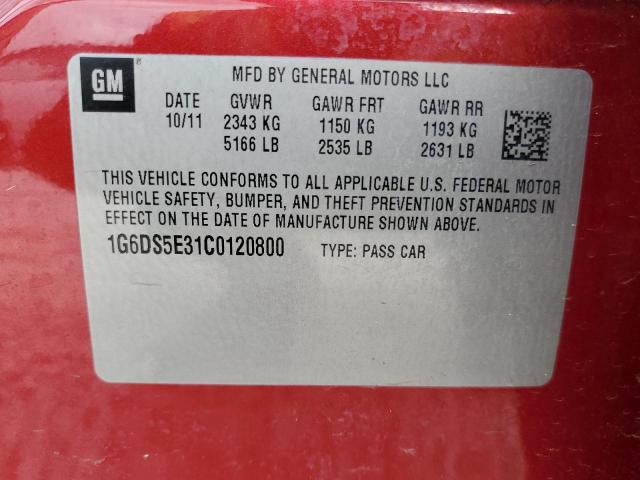 GM ®
MFD BY GENERAL MOTORS LLC
DATE GVWR GAWR FRT GAWR RR
10/11 2343 KG 1150 KG 1193 KG
5166 LB 2535 LB 2631 LB
THIS VEHICLE CONFORMS TO ALL APPLICABLE U.S. FEDERAL MOTOR
VEHICLE SAFETY, BUMPER, AND THEFT PREVENTION STANDARDS IN
EFFECT ON THE DATE OF MANUFACTURE SHOWN ABOVE.
1G6DS5E31C0120800 TYPE: PASS CAR